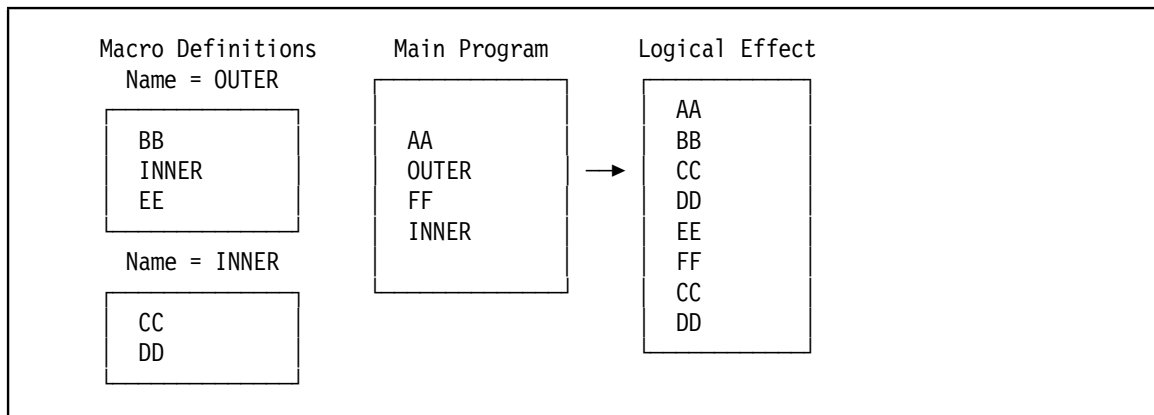 Macro Definitions
Name = OUTER
BB
INNER
EE
Name = INNER
CC
DD
Main Program
AA
OUTER
FF
INNER
Logical Effect
AA
BB
CC
DD
EE
FF
CC
DD